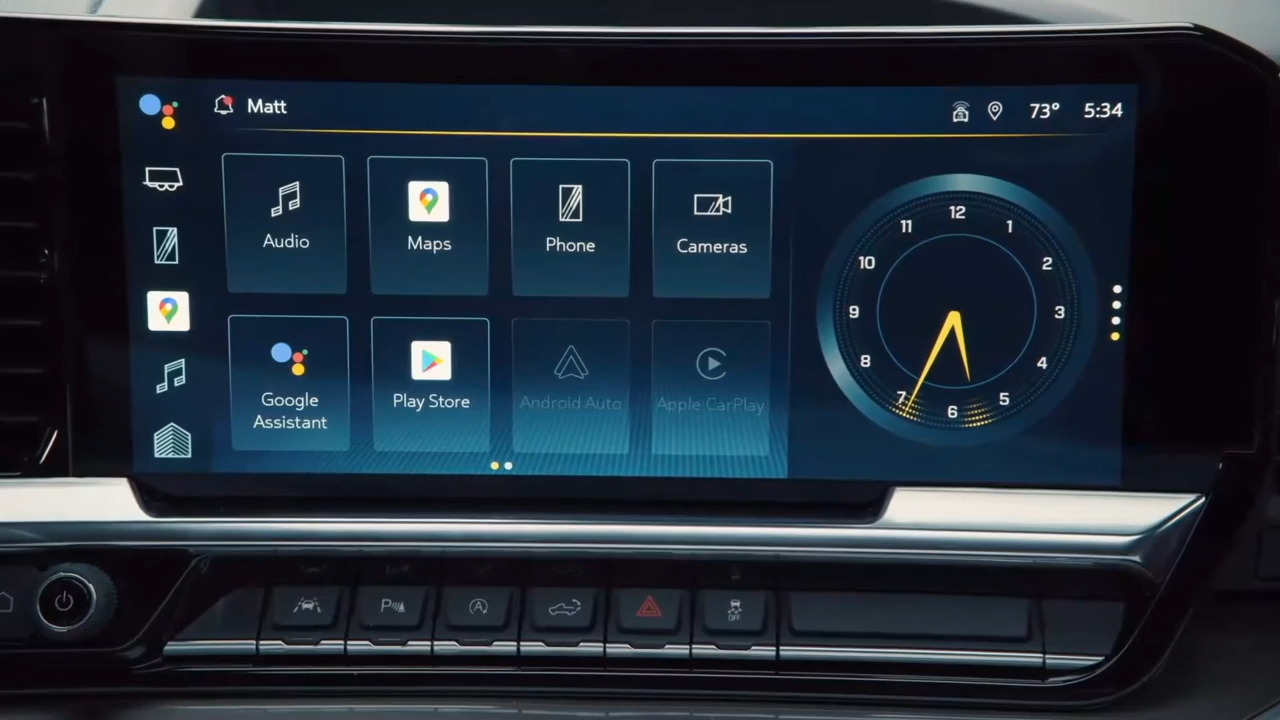 Matt
73°
5:34
Audio
Maps
Phone
Cameras
Google
Assistant
Play Store
Android Auto
Apple CarPlay
12
1
2
3
4
5
6
7
8
9
10
11
P
A
OFF